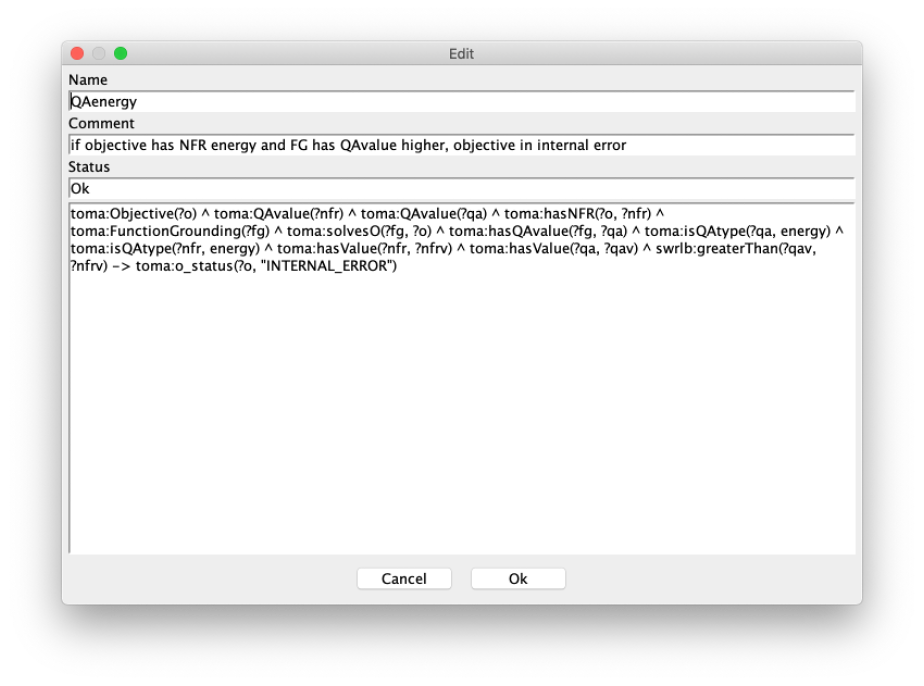 Edit
Name
QAenergy
Comment
if objective has NFR energy and FG has QAvalue higher, objective in internal error
Status
Ok
toma:Objective(?o) ^ toma:QAvalue(?nfr) ^ toma:QAvalue(?qa) ^ toma:hasNFR(?o, ?nfr) ^
toma:FunctionGrounding(?fg) ^ toma:solvesO(?fg, ?o) ^ toma:hasQAvalue(?fg, ?qa) ^ toma:isQAtype(?qa, energy) ^
toma:isQAtype(?nfr, energy) ^ toma:hasValue(?nfr, ?nfrv) ^ toma:hasValue(?qa, ?qav) ^ swrlb:greaterThan(?qav,
?nfrv) -> toma:o_status(?o, "INTERNAL_ERROR")
Cancel
Ok